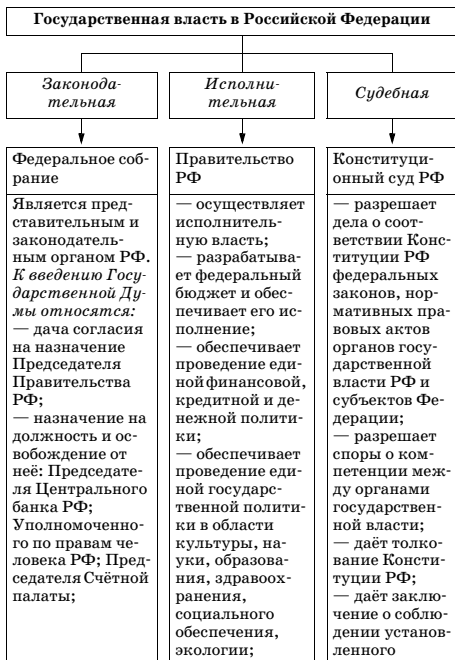 Государственная власть в Российской Федерации
Законода-
тельная
Исполни-
тельная
Судебная
Федеральное соб-
рание
Является пред-
ставительным и
законодатель-
ным органом РФ.
К введению Госу-
дарственной Ду-
мы относятся:
— дача согласия
на назначение
Председателя
Правительства
РФ;
— назначение на
должность и ос-
вобождение от
неё: Председате-
ля Центрального
банка РФ;
Уполномоченно-
го по правам че-
ловека РФ; Пред-
седателя Счётной
палаты;
Правительство
РФ
— осуществляет
исполнитель-
ную власть;
— разрабатыва-
ет федеральный
бюджет и обес-
печивает его ис-
полнение;
— обеспечивает
проведение еди-
ной финансовой,
кредитной и де-
нежной полити-
ки;
— обеспечивает
проведение еди-
ной государс-
твенной полити-
ки в области
культуры, на-
уки, образова-
ния, здравоох-
ранения,
социального
обеспечения,
экологии;
Конституци-
онный суд РФ
— разрешает
дела о соот-
ветствии Конс-
титуции РФ
федеральных
законов, нор-
мативных пра-
вовых актов
органов госу-
дарственной
власти РФ и
субъектов Фе-
дерации;
— разрешает
споры о ком-
петенции меж-
ду органами
государствен-
ной власти;
— даёт толко-
вание Консти-
туции РФ;
— даёт заклю-
чение о соблю-
дении установ-
ленного